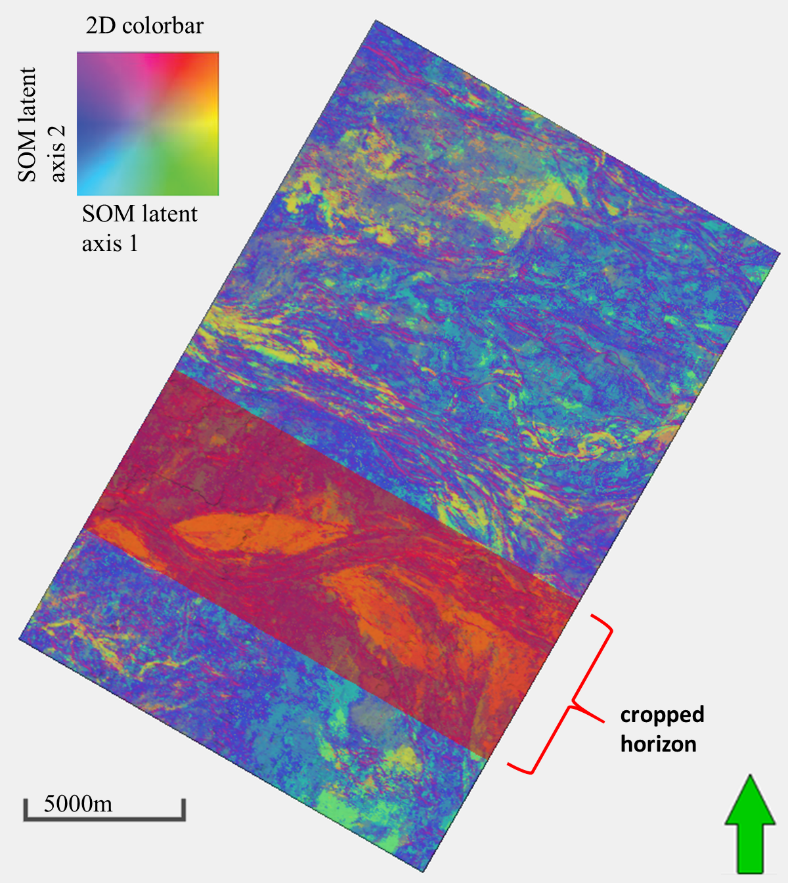 2D colorbar
SOM latent
axis 2
SOM latent
axis 1
cropped
horizon
5000m